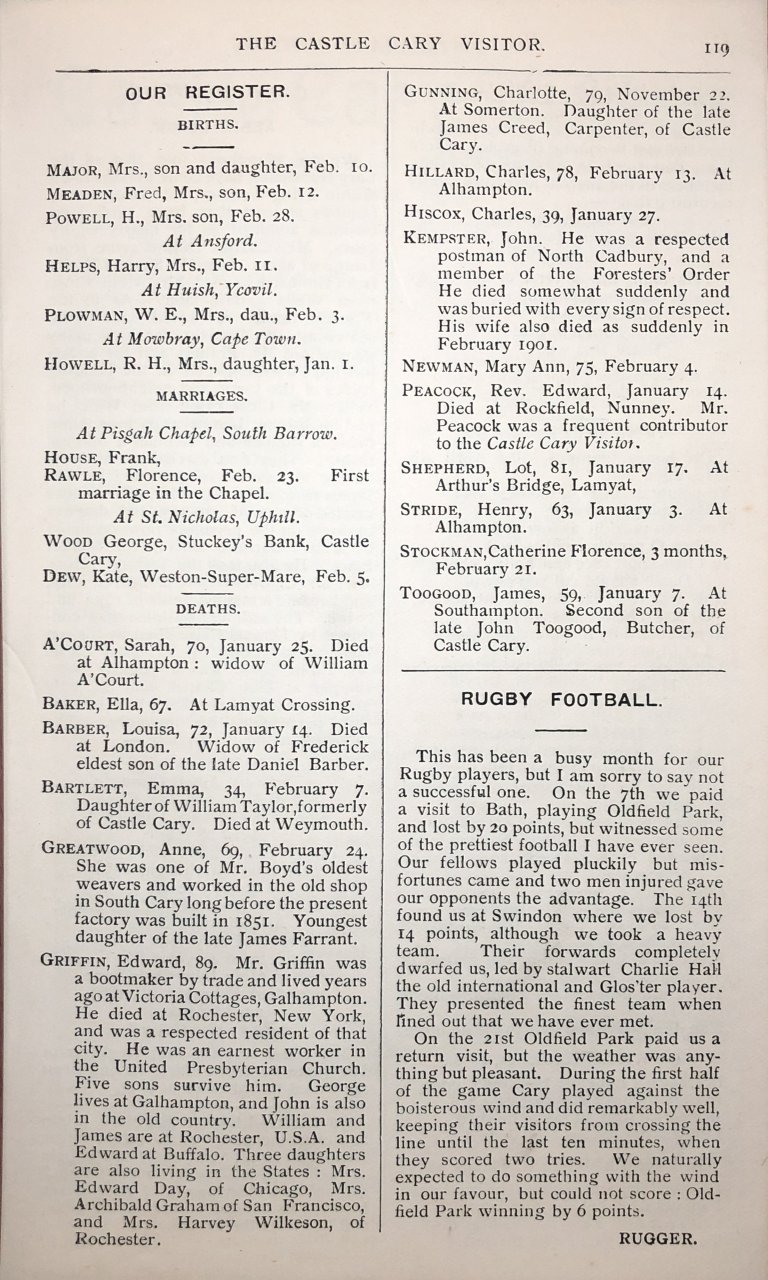 THE CASTLE CARY VISITOR.
119
OUR REGISTER.
BIRTHS.
MAJOR, Mrs., son and daughter, Feb. 10.
MEADEN, Fred, Mrs., son, Feb. 12.
POWELL, H., Mrs. son, Feb. 28.
At Ansford.
HELPS, Harry, Mrs., Feb. 11.
At Huish, Yeovil.
PLOWMAN, W. E., Mrs., dau., Feb. 3.
At Mowbray, Cape Town.
HOWELL, R. H., Mrs., daughter, Jan. 1.
MARRIAGES.
At Pisgah Chapel, South Barrow.
HOUSE, Frank,
RAWLE, Florence, Feb. 23. First
marriage in the Chapel.
At St. Nicholas, Uphill.
WOOD George, Stuckey's Bank, Castle
Cary,
DEW, Kate, Weston-Super-Mare, Feb. 5.
DEATHS.
A'COURT, Sarah, 70, January 25. Died
at Alhampton : widow of William
A'Court.
BAKER, Ella, 67. At Lamyat Crossing.
BARBER, Louisa, 72, January 14. Died
at London. Widow of Frederick
eldest son of the late Daniel Barber.
BARTLETT, Emma, 34, February 7.
Daughter of William Taylor, formerly
of Castle Cary. Died at Weymouth.
GREATWOOD, Anne, 69, February 24.
She was one of Mr. Boyd's oldest
weavers and worked in the old shop
in South Cary long before the present
factory was built in 1851. Youngest
daughter of the late James Farrant.
GRIFFIN, Edward, 89. Mr. Griffin was
a bootmaker by trade and lived years
ago at Victoria Cottages, Galhampton.
He died at Rochester, New York,
and was a respected resident of that
city. He was an earnest worker in
the United Presbyterian Church.
Five sons survive him. George
lives at Galhampton, and John is also
in the old country. William and
James are at Rochester, U.S.A. and
Edward at Buffalo. Three daughters
are also living in the States : Mrs.
Edward Day, of Chicago, Mrs.
Archibald Graham of San Francisco,
and Mrs. Harvey Wilkeson, of
Rochester.
GUNNING, Charlotte, 79, November 22.
At Somerton. Daughter of the late
James Creed, Carpenter, of Castle
Cary.
HILLARD, Charles, 78, February 13. At
Alhampton.
HISCOX, Charles, 39, January 27.
KEMPSTER, John. He was a respected
postman of North Cadbury, and a
member of the Foresters' Order
He died somewhat suddenly and
was buried with every sign of respect.
His wife also died as suddenly in
February 1901.
NEWMAN, Mary Ann, 75, February 4.
PEACOCK, Rev. Edward, January 14.
Died at Rockfield, Nunney. Mr.
Peacock was a frequent contributor
to the Castle Cary Visitor.
SHEPHERD, Lot, 81, January 17. At
Arthur's Bridge, Lamyat,
STRIDE, Henry, 63, January 3. At
Alhampton.
STOCKMAN, Catherine Florence, 3 months,
February 21.
TOOGOOD, James, 59, January 7. At
Southampton. Second son of the
late John Toogood, Butcher, of
Castle Cary.
RUGBY FOOTBALL.
This has been a busy month for our
Rugby players, but I am sorry to say not
a successful one. On the 7th we paid
a visit to Bath, playing Oldfield Park,
and lost by 20 points, but witnessed some
of the prettiest football I have ever seen.
Our fellows played pluckily but mis-
fortunes came and two men injured gave
our opponents the advantage. The 14th
found us at Swindon where we lost by
14 points, although we took a heavy
team. Their forwards completely
dwarfed us, led by stalwart Charlie Hall
the old international and Glos'ter player.
They presented the finest team when
lined out that we have ever met.
On the 21st Oldfield Park paid us a
return visit, but the weather was any-
thing but pleasant. During the first half
of the game Cary played against the
boisterous wind and did remarkably well,
keeping their visitors from crossing the
line until the last ten minutes, when
they scored two tries. We naturally
expected to do something with the wind
in our favour, but could not score : Old-
field Park winning by 6 points.
RUGGER.